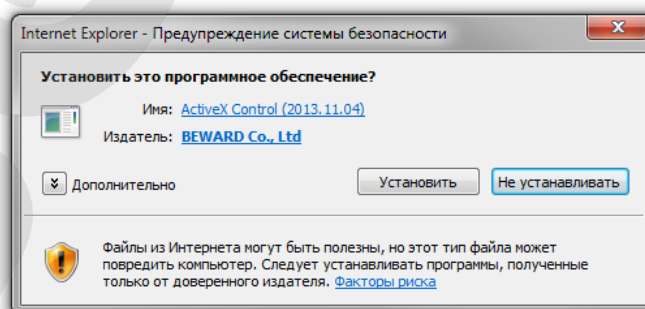 Internet Explorer - Предупреждение системы безопасности
Установить это программное обеспечение?
Имя: ActiveX Control (2013.11.04)
Издатель: BEWARD Co., Ltd
Дополнительно
Установить
Не устанавливать
Файлы из Интернета могут быть полезны, но этот тип файла может
повредить компьютер. Следует устанавливать программы, полученные
только от доверенного издателя. Факторы риска